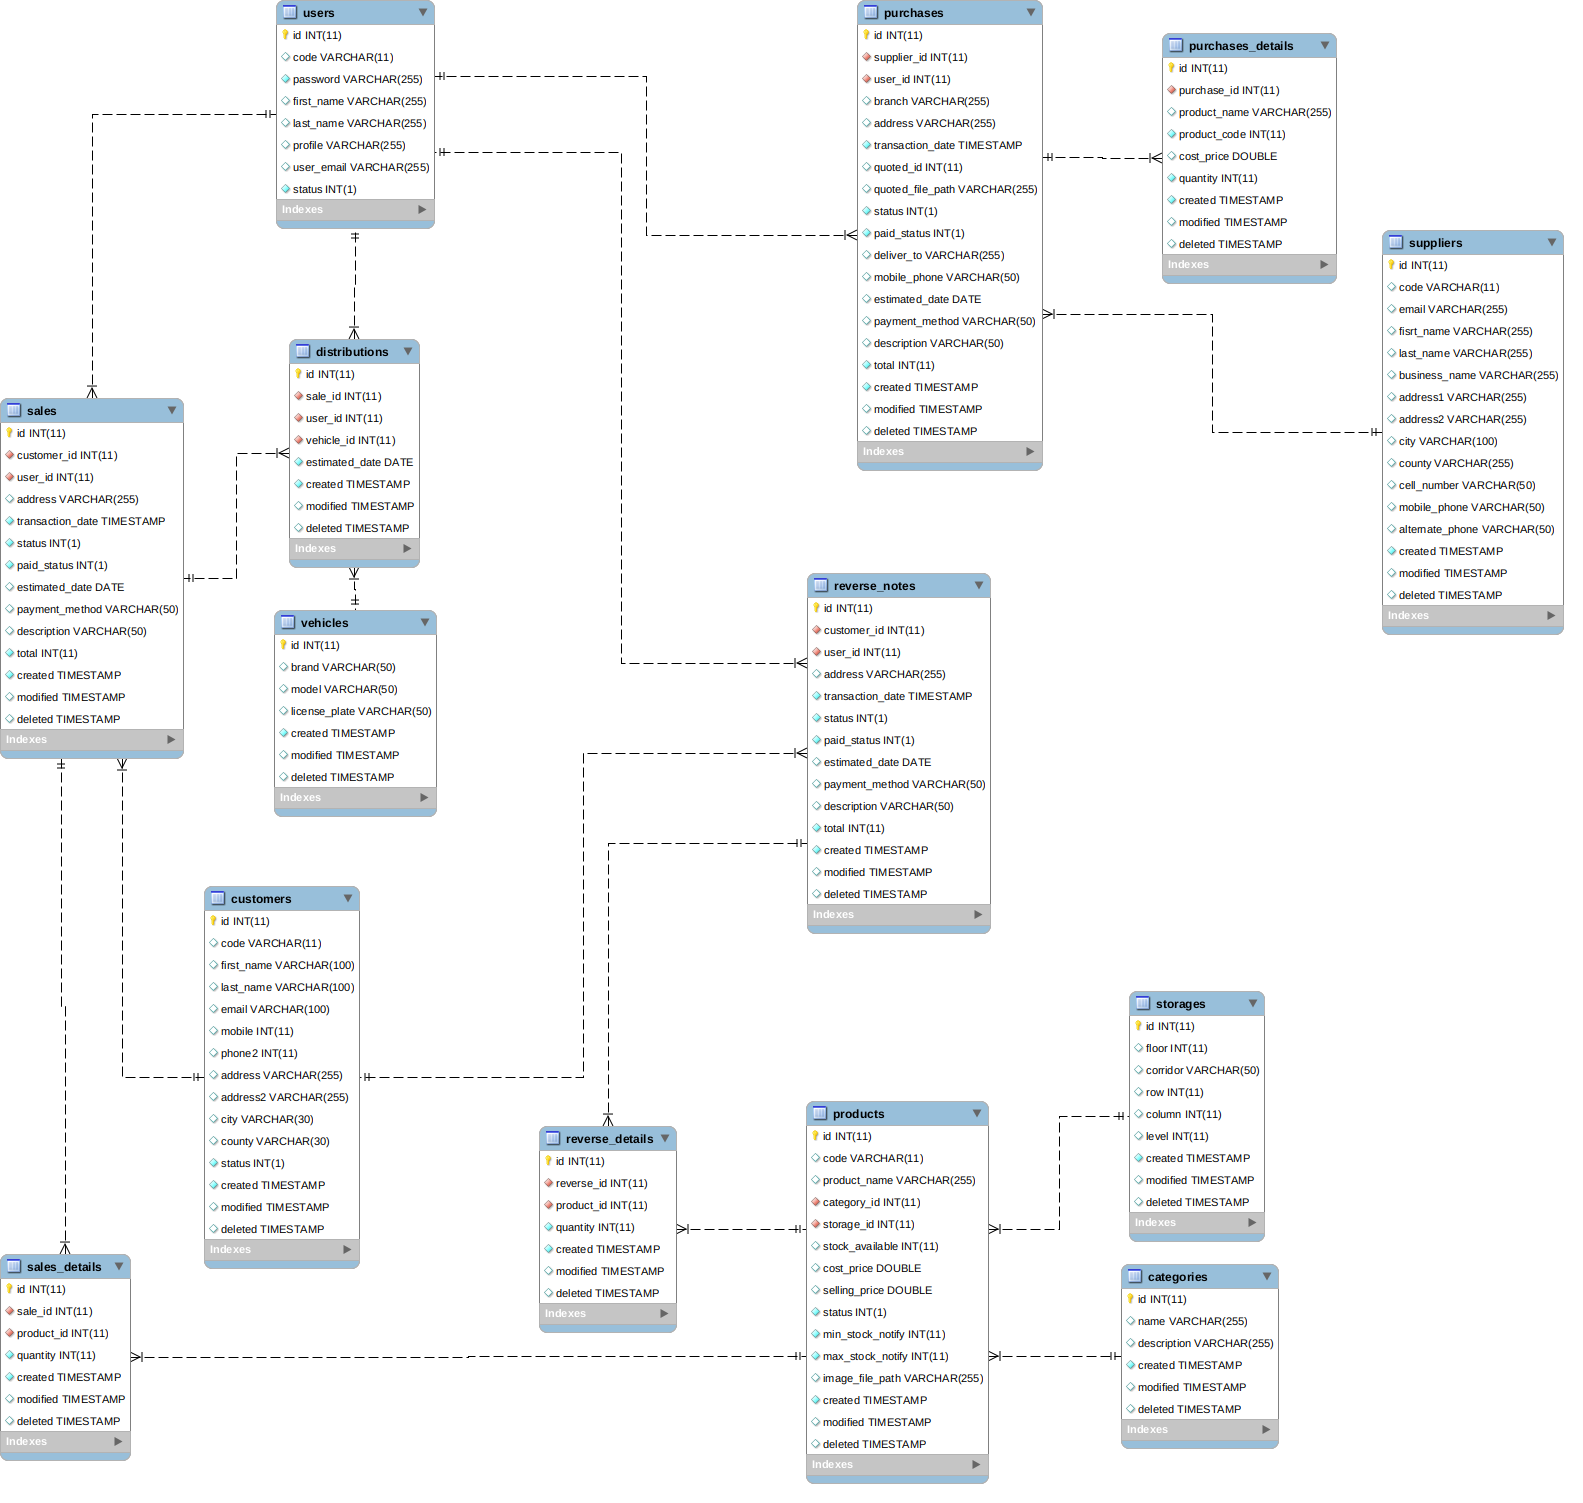 users
id INT(11)
code VARCHAR(11)
password VARCHAR(255)
first_name VARCHAR(255)
last_name VARCHAR(255)
profile VARCHAR(255)
user_email VARCHAR(255)
status INT(1)
Indexes
purchases
id INT(11)
supplier_id INT(11)
user_id INT(11)
branch VARCHAR(255)
address VARCHAR(255)
transaction_date TIMESTAMP
quoted_id INT(11)
quoted_file_path VARCHAR(255)
status INT(1)
paid_status INT(1)
deliver_to VARCHAR(255)
mobile_phone VARCHAR(50)
estimated_date DATE
payment_method VARCHAR(50)
description VARCHAR(50)
total INT(11)
created TIMESTAMP
modified TIMESTAMP
deleted TIMESTAMP
Indexes
purchases_details
id INT(11)
purchase_id INT(11)
product_name VARCHAR(255)
product_code INT(11)
cost_price DOUBLE
quantity INT(11)
created TIMESTAMP
modified TIMESTAMP
deleted TIMESTAMP
Indexes
suppliers
id INT(11)
code VARCHAR(11)
email VARCHAR(255)
fisrt_name VARCHAR(255)
last_name VARCHAR(255)
business_name VARCHAR(255)
address1 VARCHAR(255)
address2 VARCHAR(255)
city VARCHAR(100)
county VARCHAR(255)
cell_number VARCHAR(50)
mobile_phone VARCHAR(50)
alternate_phone VARCHAR(50)
created TIMESTAMP
modified TIMESTAMP
deleted TIMESTAMP
Indexes
distributions
id INT(11)
sale_id INT(11)
user_id INT(11)
vehicle_id INT(11)
estimated_date DATE
created TIMESTAMP
modified TIMESTAMP
deleted TIMESTAMP
Indexes
sales
id INT(11)
customer_id INT(11)
user_id INT(11)
address VARCHAR(255)
transaction_date TIMESTAMP
status INT(1)
paid_status INT(1)
estimated_date DATE
payment_method VARCHAR(50)
description VARCHAR(50)
total INT(11)
created TIMESTAMP
modified TIMESTAMP
deleted TIMESTAMP
Indexes
vehicles
id INT(11)
brand VARCHAR(50)
model VARCHAR(50)
license_plate VARCHAR(50)
created TIMESTAMP
modified TIMESTAMP
deleted TIMESTAMP
Indexes
reverse_notes
id INT(11)
customer_id INT(11)
user_id INT(11)
address VARCHAR(255)
transaction_date TIMESTAMP
status INT(1)
paid_status INT(1)
estimated_date DATE
payment_method VARCHAR(50)
description VARCHAR(50)
total INT(11)
created TIMESTAMP
modified TIMESTAMP
deleted TIMESTAMP
Indexes
customers
id INT(11)
code VARCHAR(11)
first_name VARCHAR(100)
last_name VARCHAR(100)
email VARCHAR(100)
mobile INT(11)
phone2 INT(11)
address VARCHAR(255)
address2 VARCHAR(255)
city VARCHAR(30)
county VARCHAR(30)
status INT(1)
created TIMESTAMP
modified TIMESTAMP
deleted TIMESTAMP
Indexes
storages
id INT(11)
floor INT(11)
corridor VARCHAR(50)
row INT(11)
column INT(11)
level INT(11)
created TIMESTAMP
modified TIMESTAMP
deleted TIMESTAMP
Indexes
products
id INT(11)
code VARCHAR(11)
product_name VARCHAR(255)
category_id INT(11)
storage_id INT(11)
stock_available INT(11)
cost_price DOUBLE
selling_price DOUBLE
status INT(1)
min_stock_notify INT(11)
max_stock_notify INT(11)
image_file_path VARCHAR(255)
created TIMESTAMP
modified TIMESTAMP
deleted TIMESTAMP
Indexes
reverse_details
id INT(11)
reverse_id INT(11)
product_id INT(11)
quantity INT(11)
created TIMESTAMP
modified TIMESTAMP
deleted TIMESTAMP
Indexes
sales_details
id INT(11)
sale_id INT(11)
product_id INT(11)
quantity INT(11)
created TIMESTAMP
modified TIMESTAMP
deleted TIMESTAMP
Indexes
categories
id INT(11)
name VARCHAR(255)
description VARCHAR(255)
created TIMESTAMP
modified TIMESTAMP
deleted TIMESTAMP
Indexes